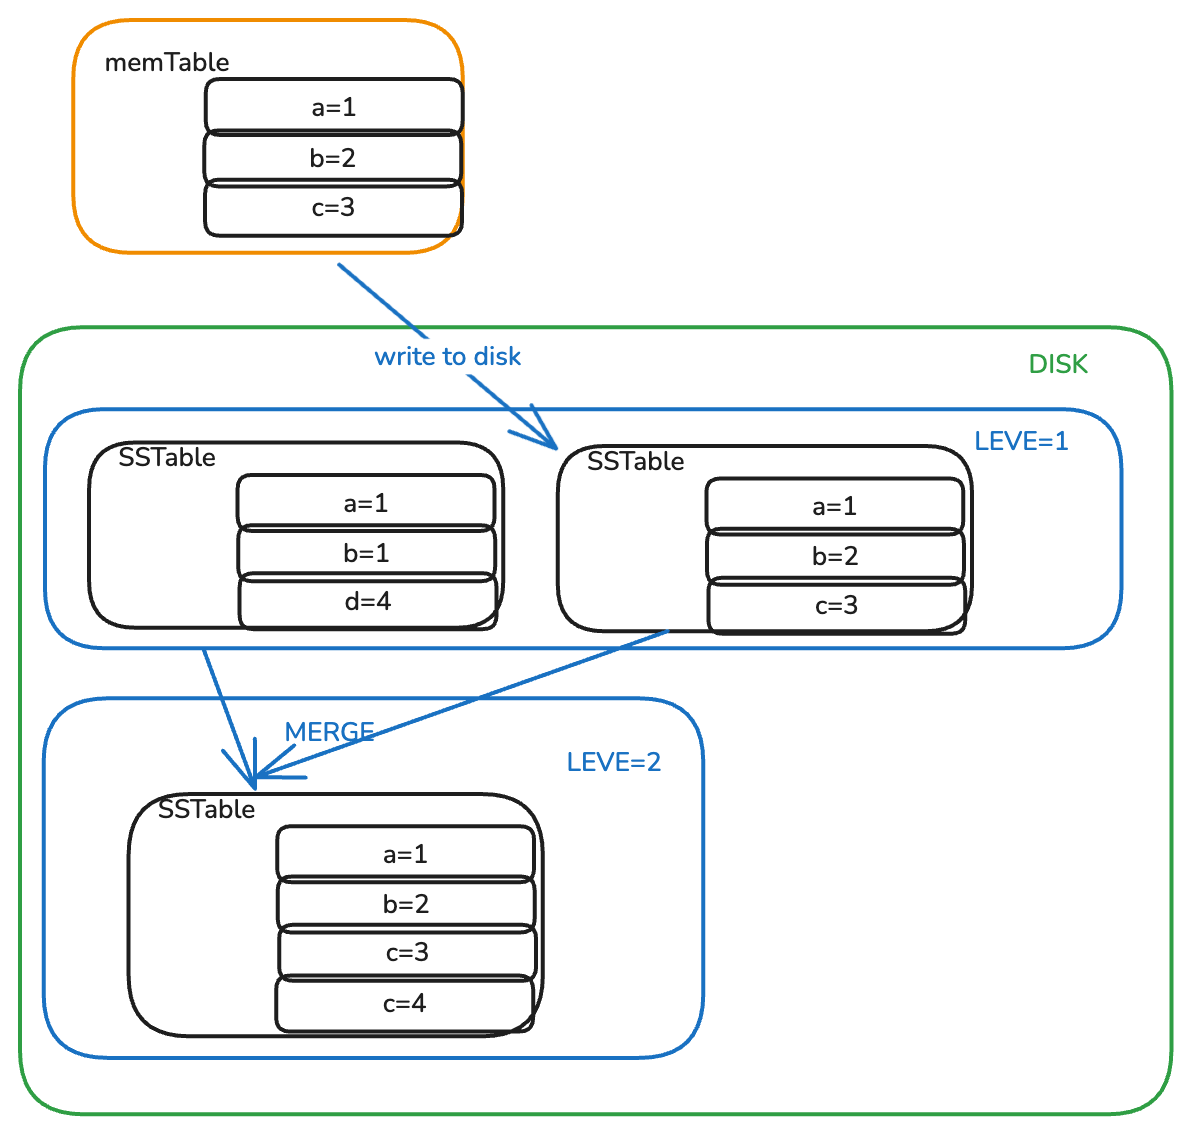 memTable
a=1
b=2
c=3
write to disk
DISK
LEVE=1
SSTable
a=1
b=1
d=4
SSTable
a=1
b=2
c=3
MERGE
LEVE=2
SSTable
a=1
b=2
c=3
c=4